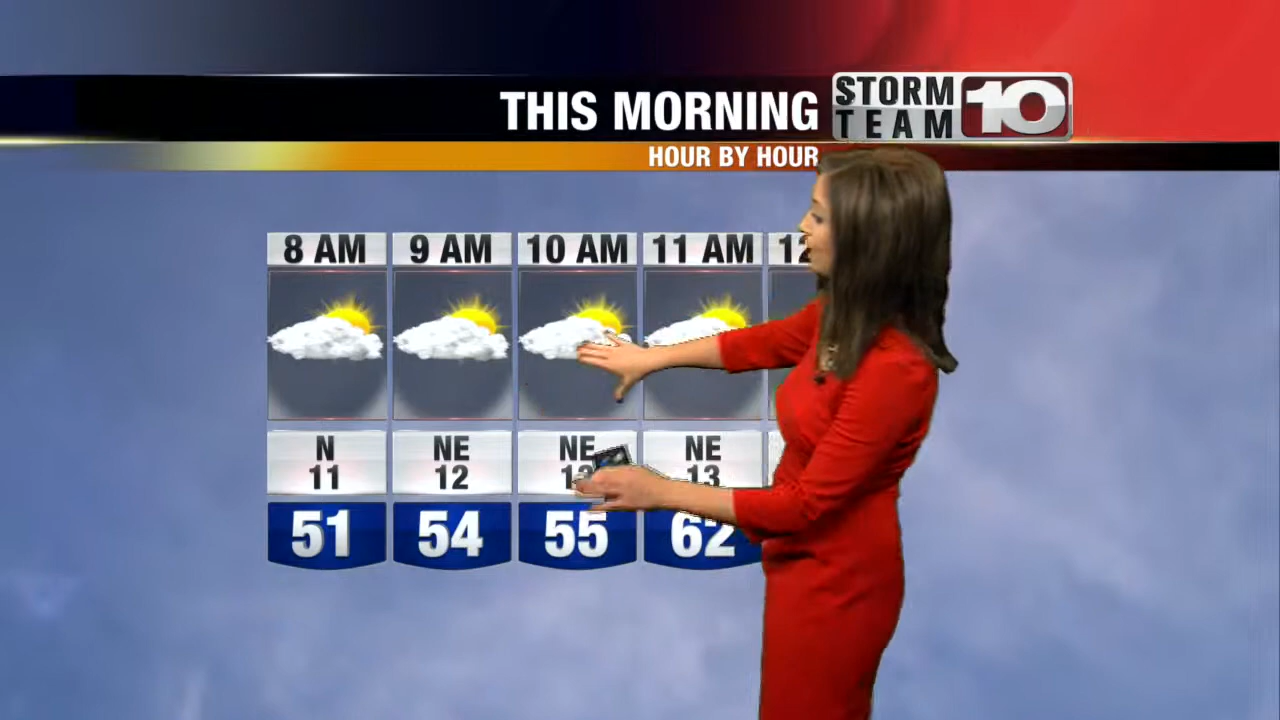 THIS MORNING
STORM
TEAM
10
HOUR BY HOUR
8 AM 9 AM 10 AM 11 AM 12
N NE NE NE
11 12 13
51 54 55 62